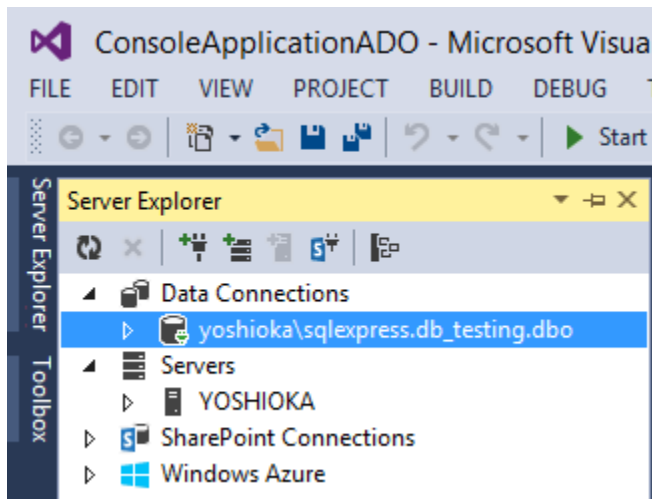 ConsoleApplicationADO - Microsoft Visua
FILE EDIT VIEW PROJECT BUILD DEBUG
Start
Server Explorer
Toolbox
Server Explorer
Data Connections
yoshioka\sqlexpress.db_testing.dbo
Servers
YOSHIOKA
SharePoint Connections
Windows Azure